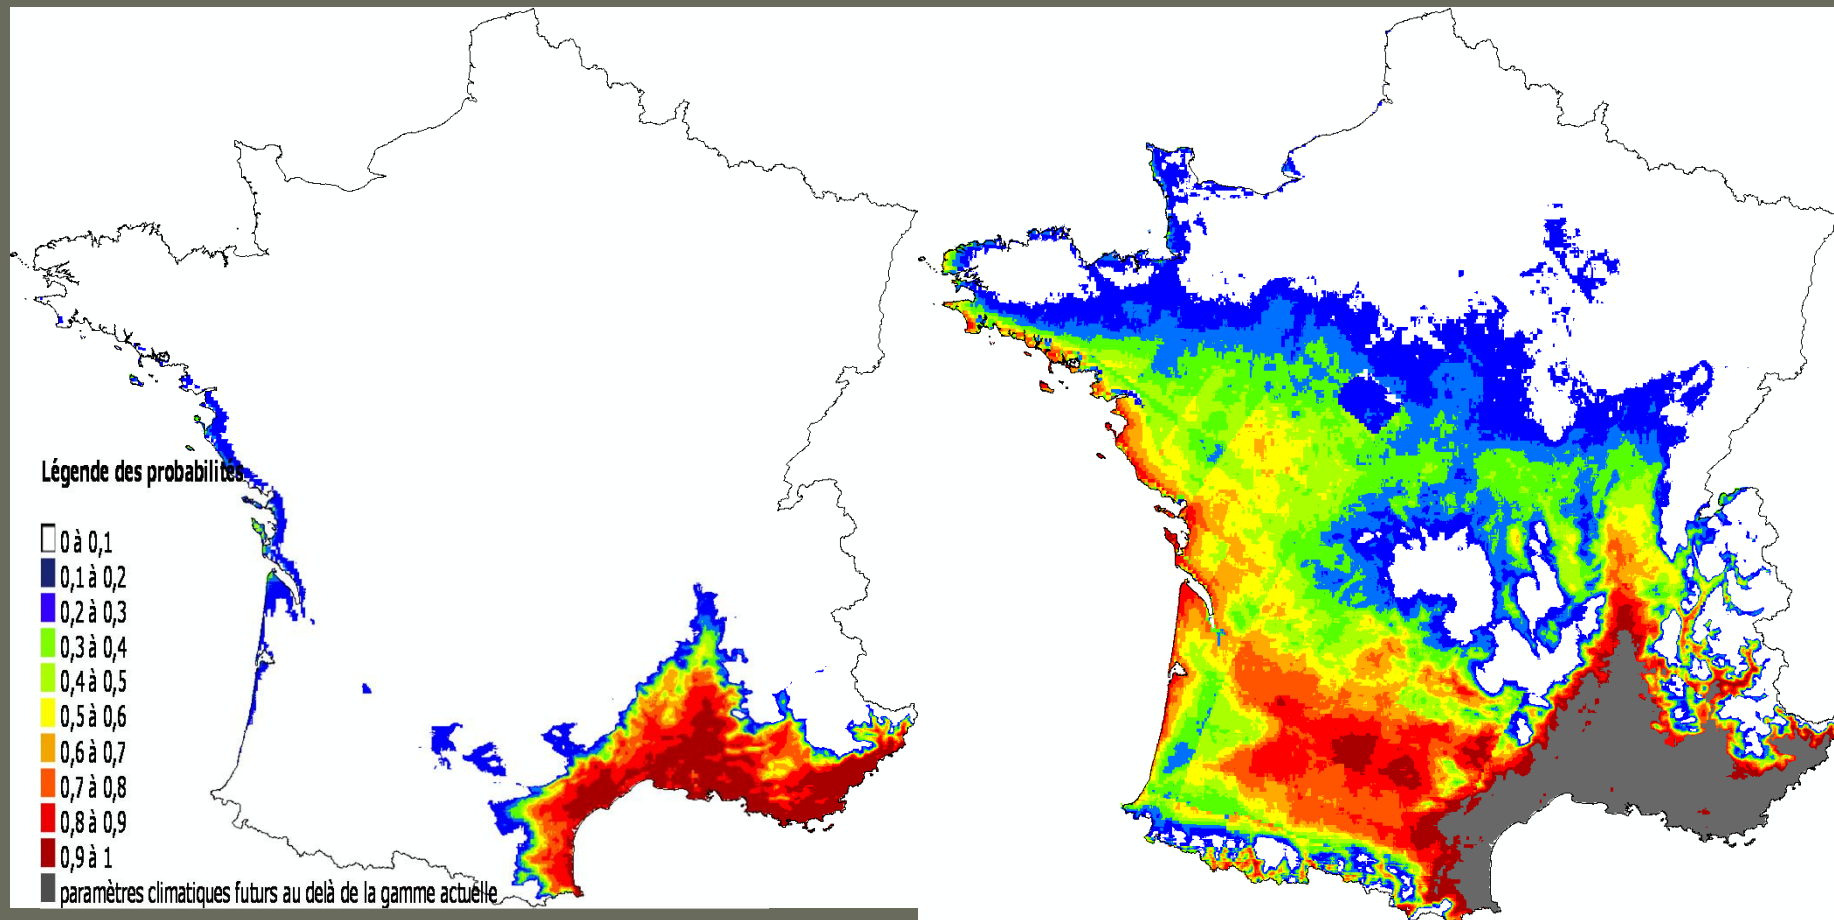 Légende des probabilités
0 à 0,1
0,1 à 0,2
0,2 à 0,3
0,3 à 0,4
0,4 à 0,5
0,5 à 0,6
0,6 à 0,7
0,7 à 0,8
0,8 à 0,9
0,9 à 1
paramètres climatiques futurs au delà de la gamme actuelle